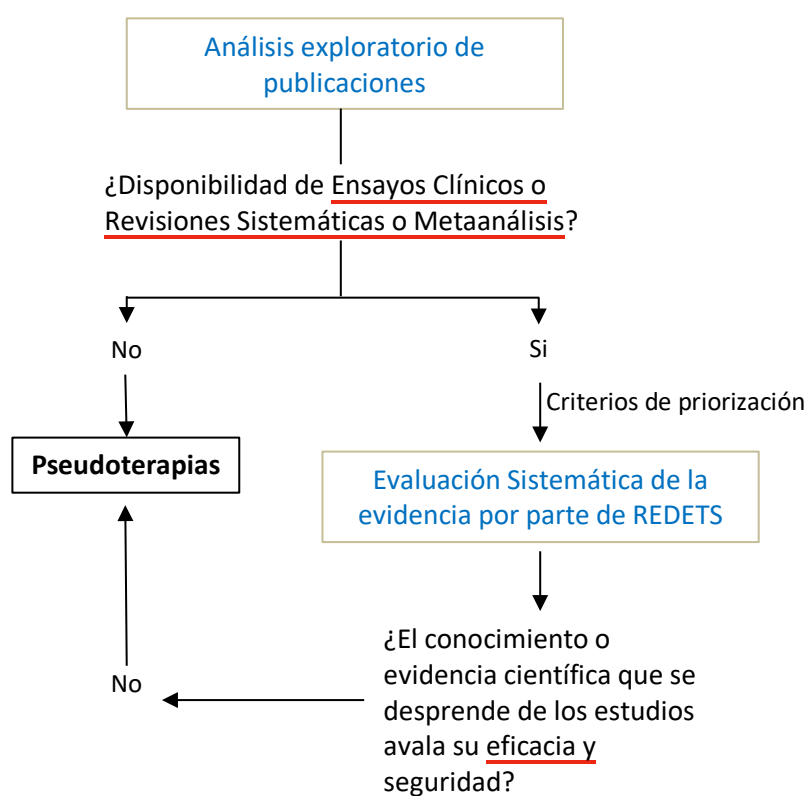 Análisis exploratorio de
publicaciones
¿Disponibilidad de Ensayos Clínicos o
Revisiones Sistemáticas o Metaanálisis?
No
Si
Criterios de priorización
Pseudoterapias
Evaluación Sistemática de la
evidencia por parte de REDETS
¿El conocimiento o
evidencia científica que se
desprende de los estudios
avala su eficacia y
seguridad?
No